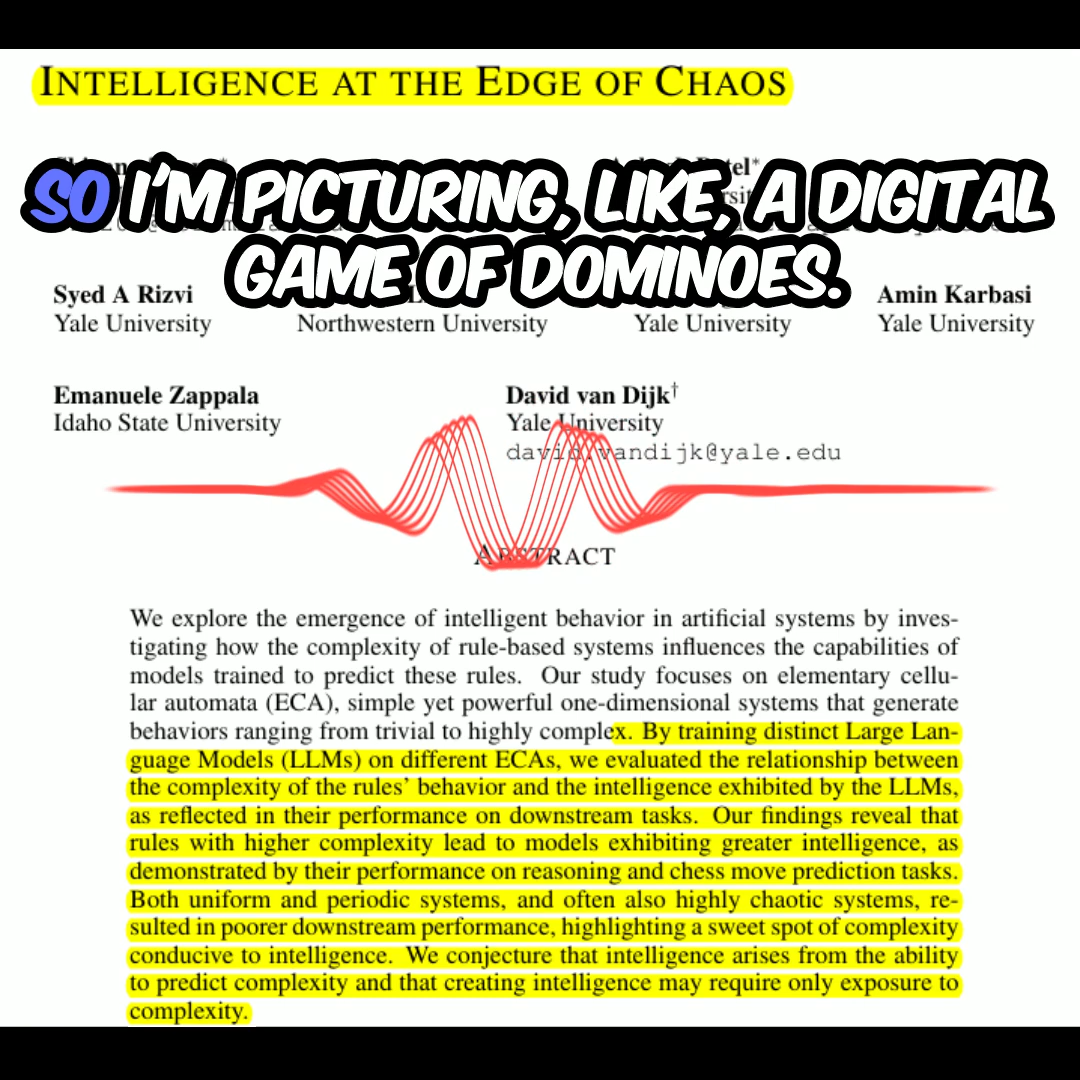 INTELLIGENCE AT THE EDGE OF CHAOS
SO I'M PICTURING, LIKE, A DIGITAL
GAME OF DOMINOES.
Syed A Rizvi Amin Karbasi
Yale University Northwestern University Yale University Yale University
Emanuele Zappala David van Dijk†
Idaho State University Yale University
david.vandijk@yale.edu
ABSTRACT
We explore the emergence of intelligent behavior in artificial systems by inves-
tigating how the complexity of rule-based systems influences the capabilities of
models trained to predict these rules. Our study focuses on elementary cellu-
lar automata (ECA), simple yet powerful one-dimensional systems that generate
behaviors ranging from trivial to highly complex. By training distinct Large Lan-
guage Models (LLMs) on different ECAs, we evaluated the relationship between
the complexity of the rules' behavior and the intelligence exhibited by the LLMs,
as reflected in their performance on downstream tasks. Our findings reveal that
rules with higher complexity lead to models exhibiting greater intelligence, as
demonstrated by their performance on reasoning and chess move prediction tasks.
Both uniform and periodic systems, and often also highly chaotic systems, re-
sulted in poorer downstream performance, highlighting a sweet spot of complexity
conducive to intelligence. We conjecture that intelligence arises from the ability
to predict complexity and that creating intelligence may require only exposure to
complexity.